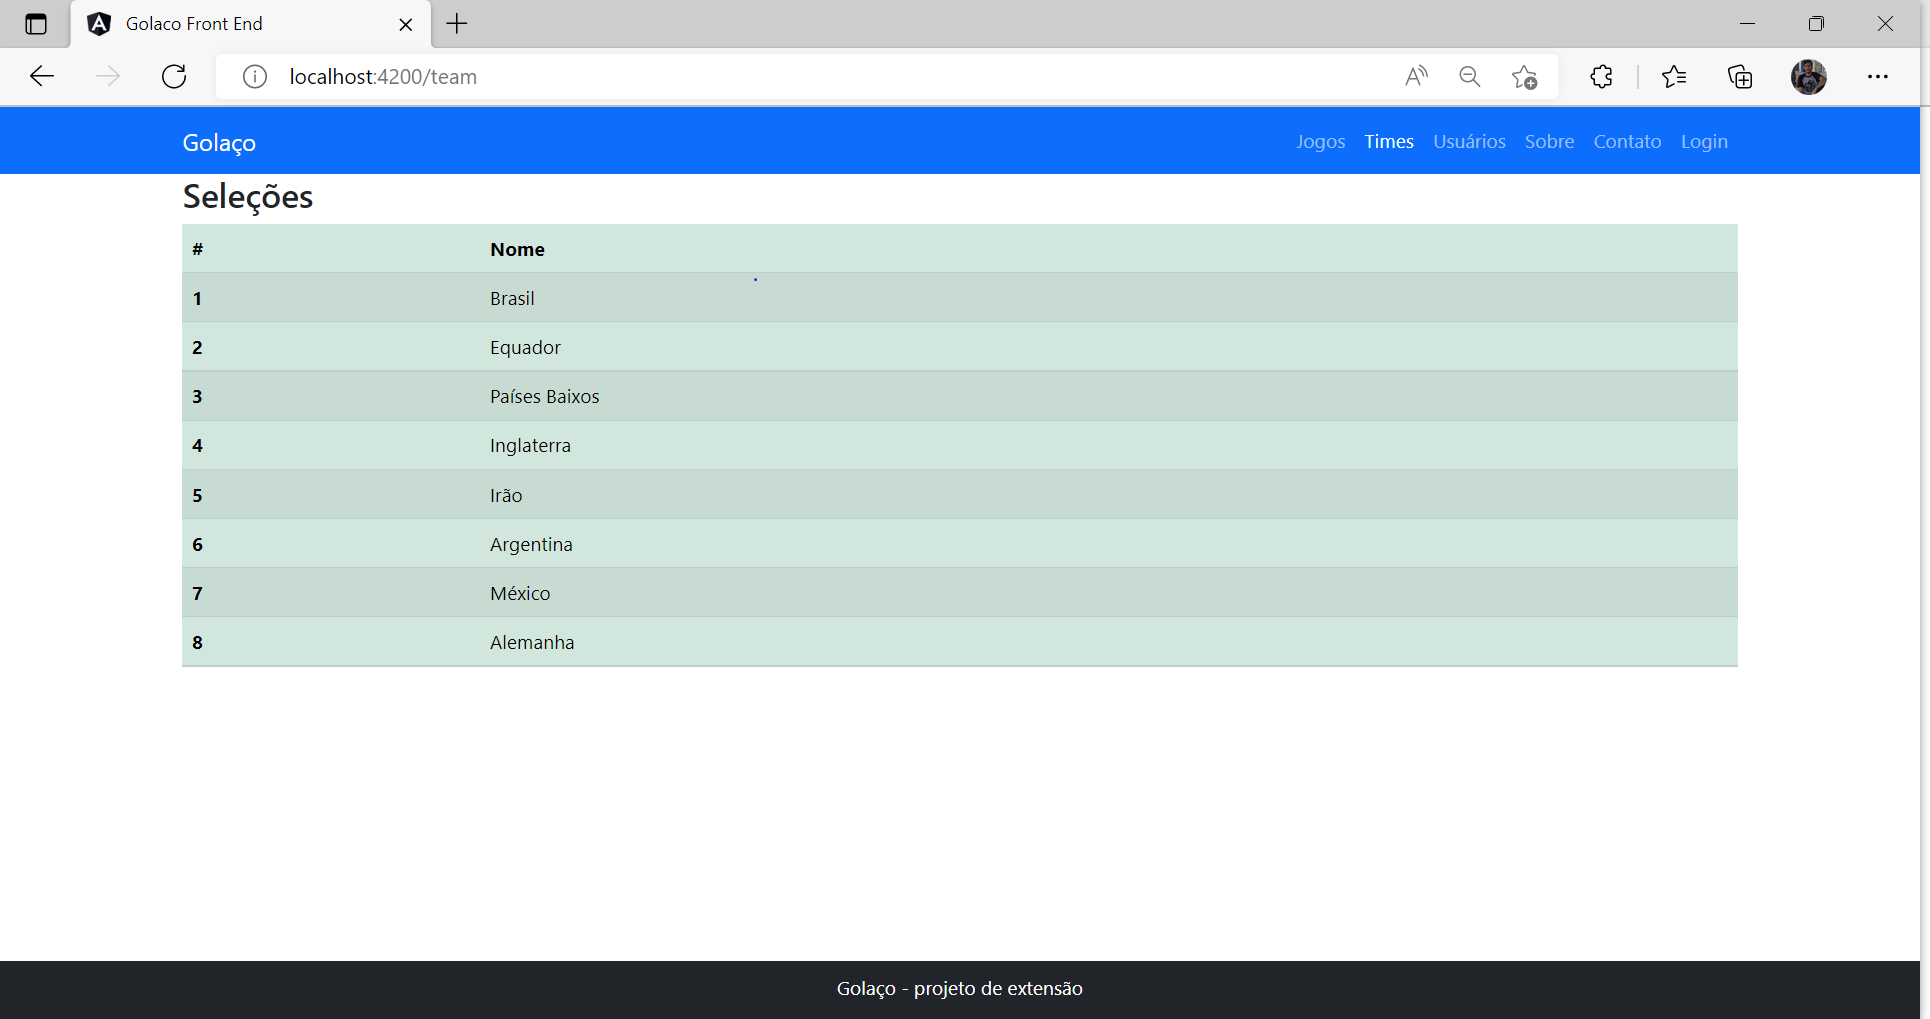 Golaco Front End
localhost:4200/team
Golaço Jogos Times Usuários Sobre Contato Login
Seleções
# Nome
1 Brasil
2 Equador
3 Países Baixos
4 Inglaterra
5 Irão
6 Argentina
7 México
8 Alemanha
Golaço - projeto de extensão